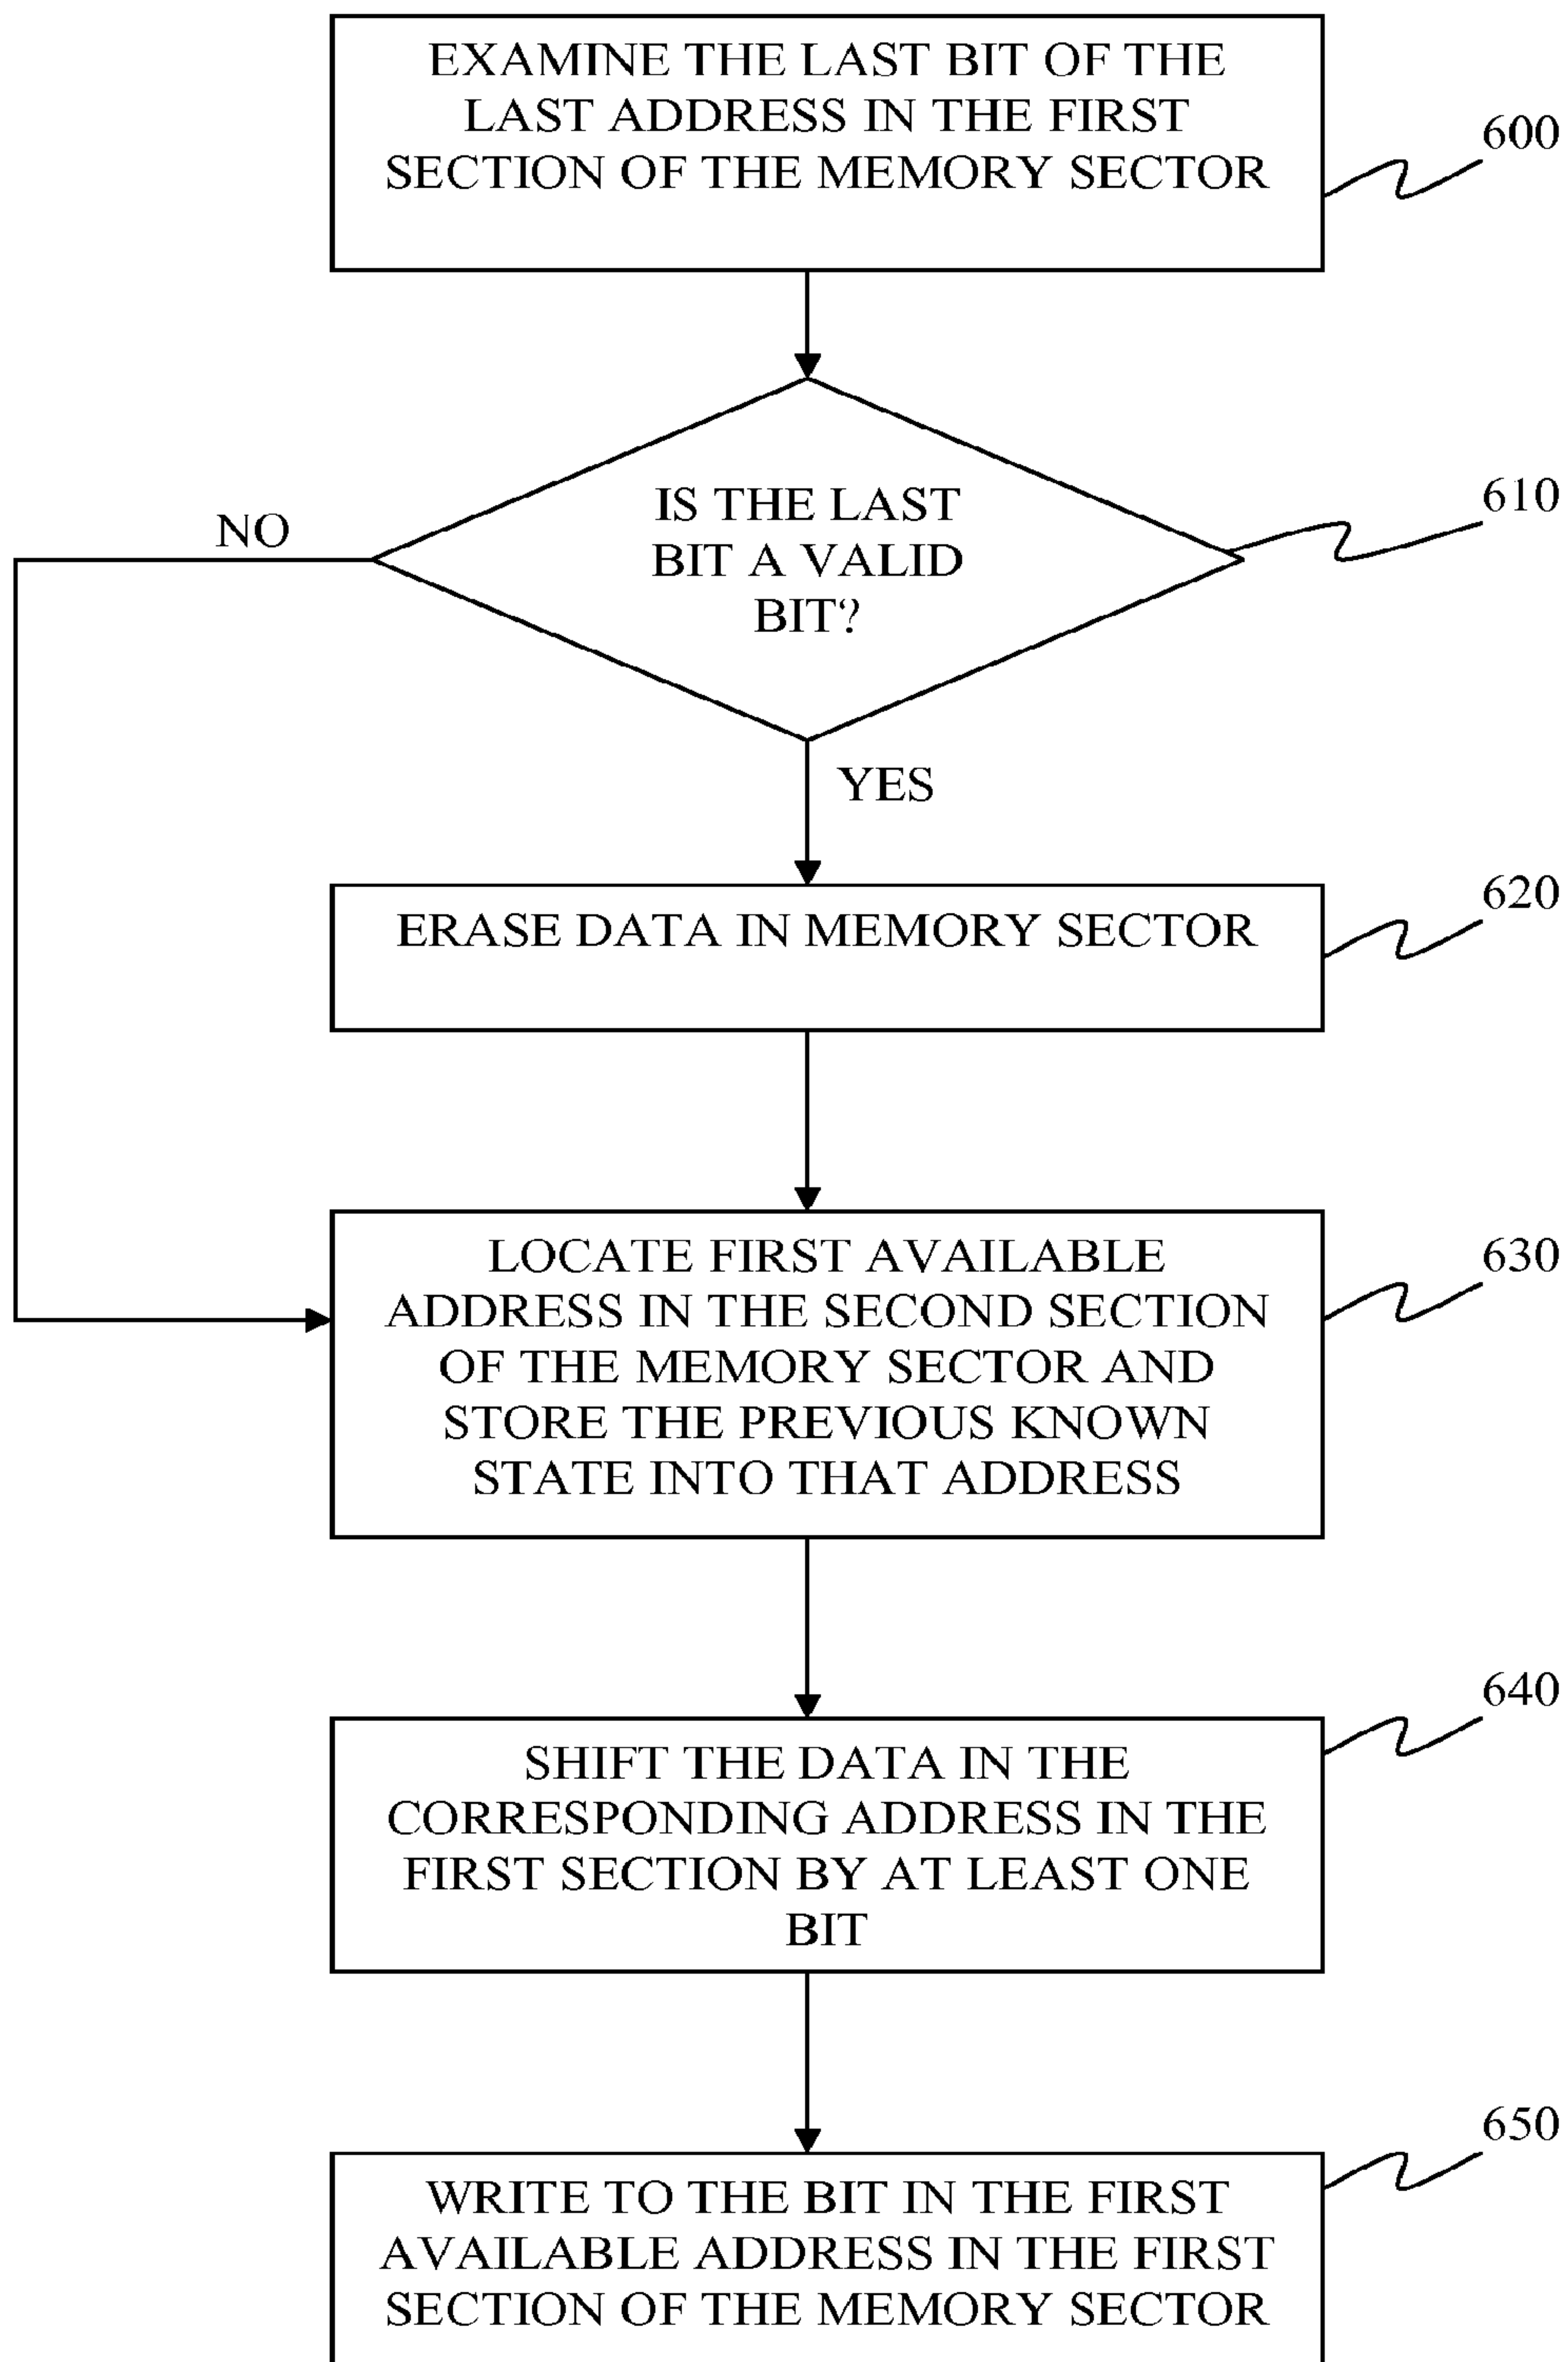 EXAMINE THE LAST BIT OF THE
LAST ADDRESS IN THE FIRST
SECTION OF THE MEMORY SECTOR
600
IS THE LAST
BIT A VALID
BIT?
610
NO
YES
ERASE DATA IN MEMORY SECTOR
620
LOCATE FIRST AVAILABLE
ADDRESS IN THE SECOND SECTION
OF THE MEMORY SECTOR AND
STORE THE PREVIOUS KNOWN
STATE INTO THAT ADDRESS
630
SHIFT THE DATA IN THE
CORRESPONDING ADDRESS IN THE
FIRST SECTION BY AT LEAST ONE
BIT
640
WRITE TO THE BIT IN THE FIRST
AVAILABLE ADDRESS IN THE FIRST
SECTION OF THE MEMORY SECTOR
650